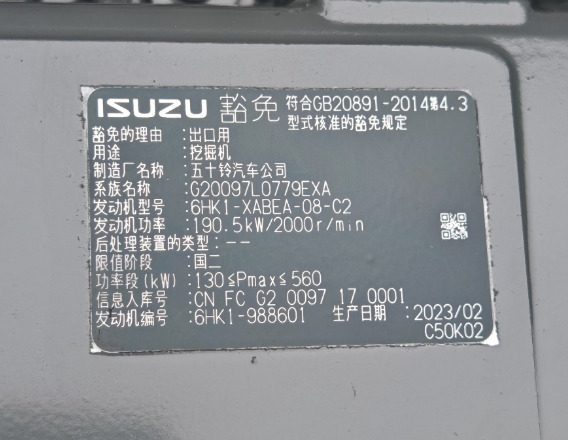 ISUZU 豁免 符合GB20891-2014第4.3
型式核准的豁免规定
豁免的理由 :出口用
用途 :挖掘机
制造厂名称 :五十铃汽车公司
系族名称 :G20097L0779EXA
发动机型号 :6HK1-XABEA-08-C2
发动机功率 :190.5kW/2000r/min
后处理装置的类型:--
限值阶段 :国二
功率段(kW) :130≤Pmax≤560
信息入库号 :CN FC G2 0097 17 0001
发动机编号 :6HK1-988601 生产日期 :2023/02
C50K02